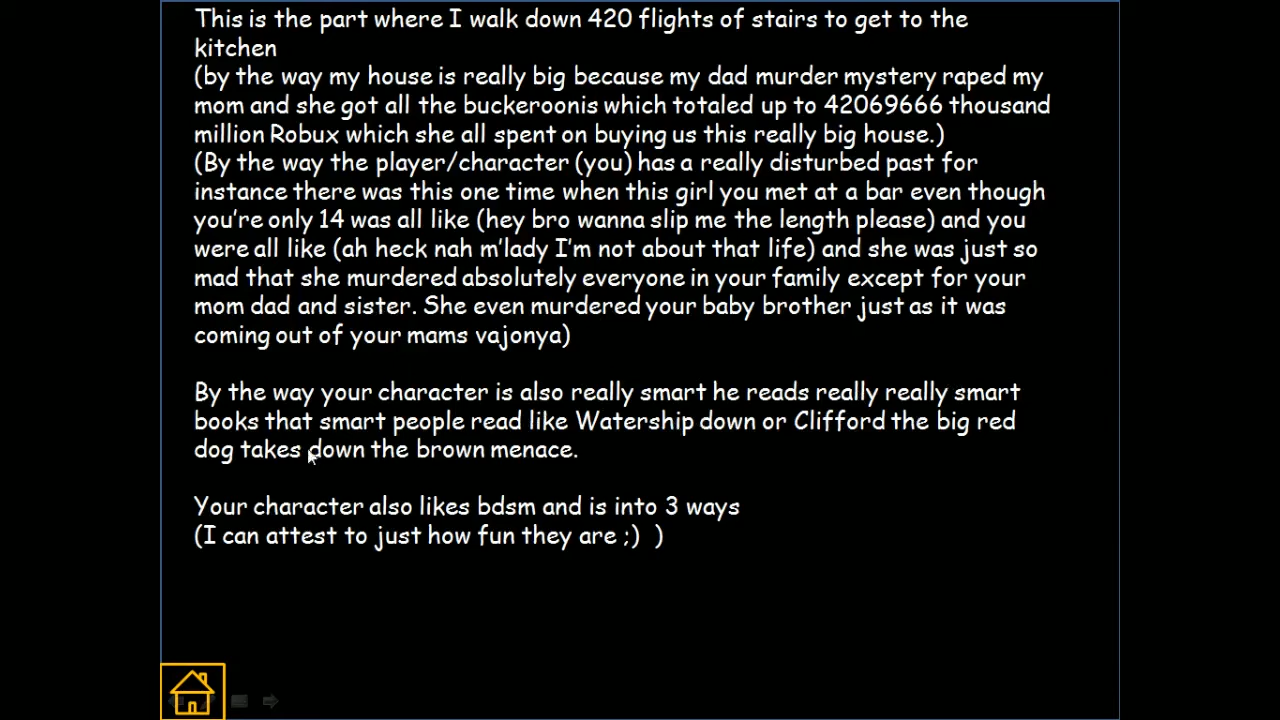 This is the part where I walk down 420 flights of stairs to get to the
kitchen
(by the way my house is really big because my dad murder mystery raped my
mom and she got all the buckeroonis which totaled up to 42069666 thousand
million Robux which she all spent on buying us this really big house.)
(By the way the player/character (you) has a really disturbed past for
instance there was this one time when this girl you met at a bar even though
you're only 14 was all like (hey bro wanna slip me the length please) and you
were all like (ah heck nah m'lady I'm not about that life) and she was just so
mad that she murdered absolutely everyone in your family except for your
mom dad and sister. She even murdered your baby brother just as it was
coming out of your mams vajonya)
By the way your character is also really smart he reads really really smart
books that smart people read like Watership down or Clifford the big red
dog takes down the brown menace.
Your character also likes bdsm and is into 3 ways
(I can attest to just how fun they are ;)  )